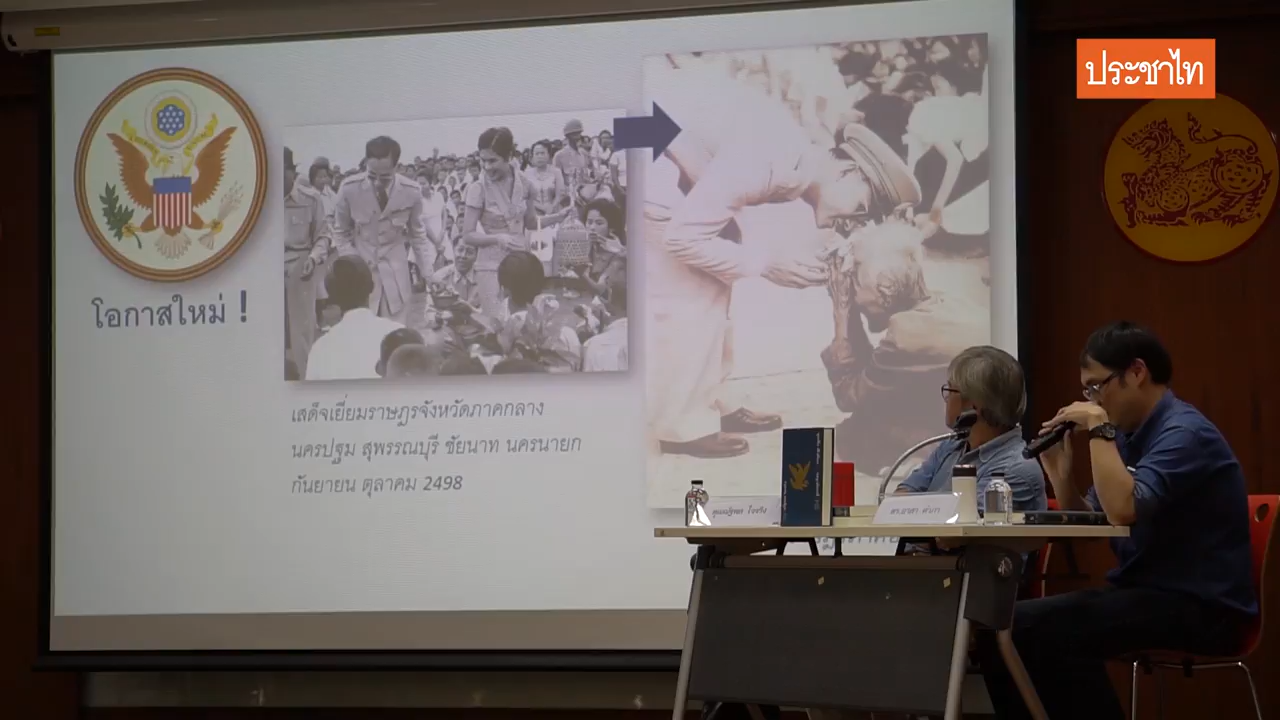 ประชาไท
โอกาสใหม่ !
เสด็จเยี่ยมราษฎรจังหวัดภาคกลาง
นครปฐม สุพรรณบุรี ชัยนาท นครนายก
กันยายน ตุลาคม 2498